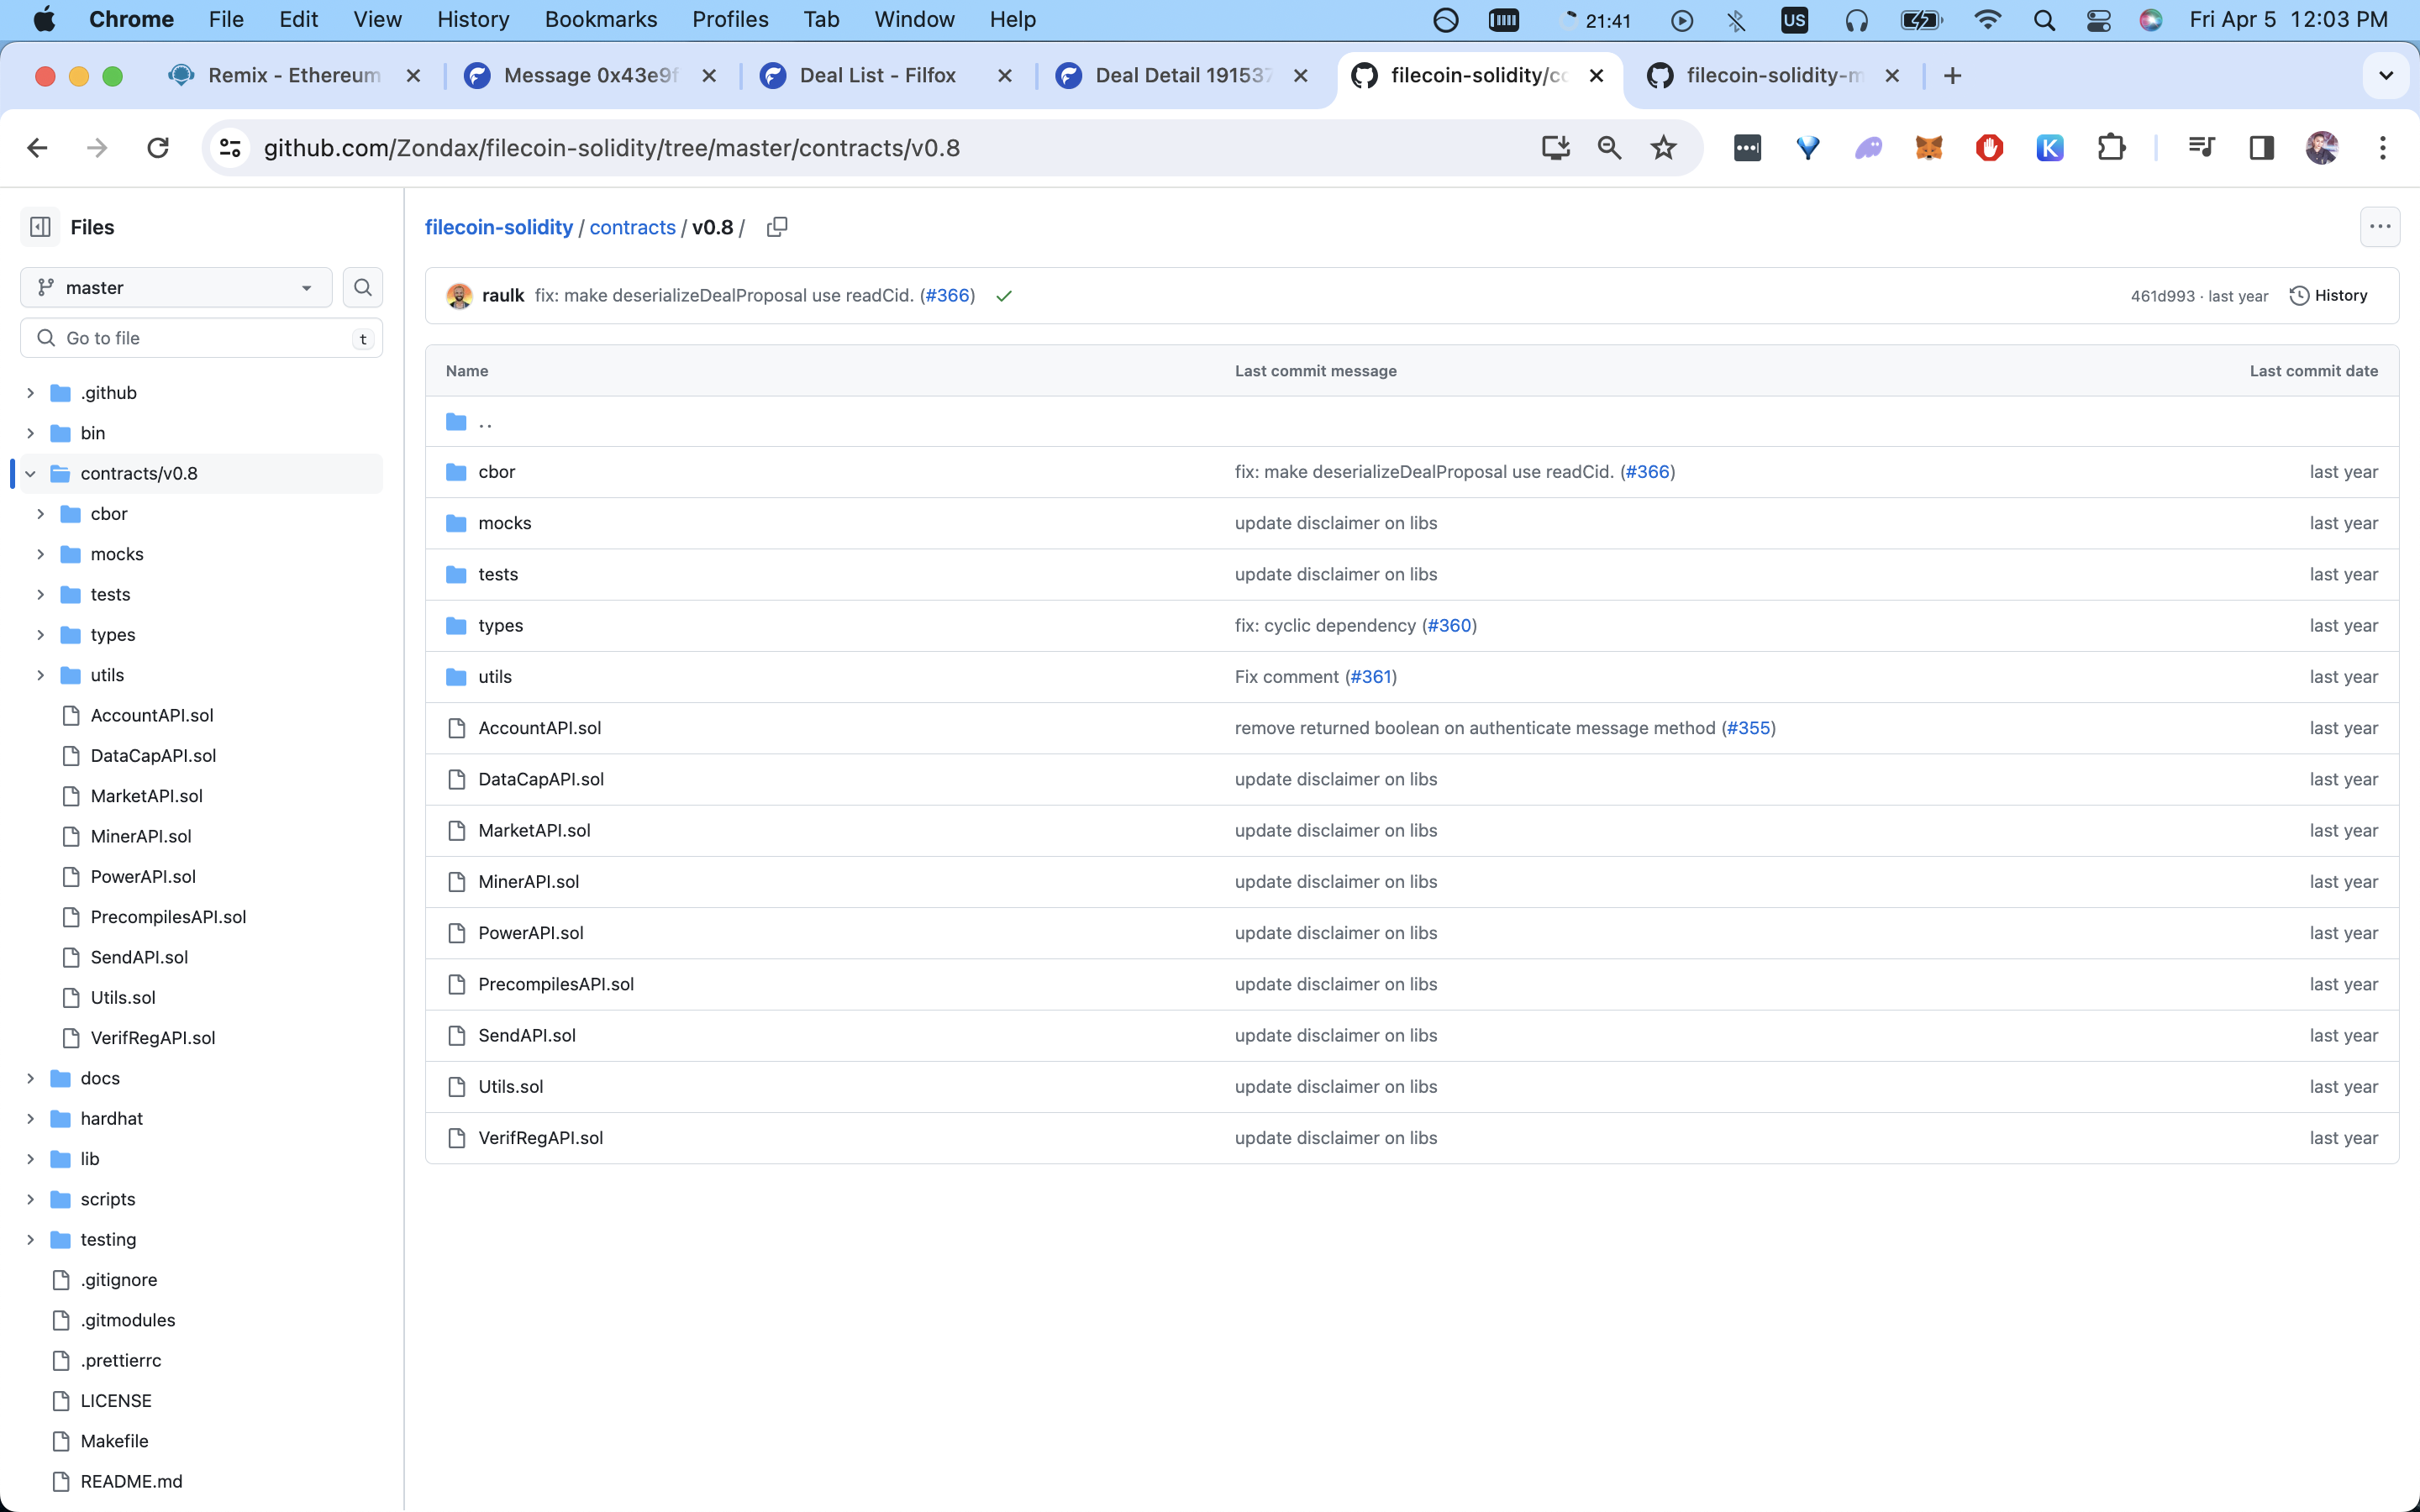 Chrome File Edit View History Bookmarks Profiles Tab Window Help 21:41 US Fri Apr 5 12:03 PM
Remix - Ethereum Message 0x43e9f Deal List - Filfox Deal Detail 191537 filecoin-solidity/co filecoin-solidity-m
github.com/Zondax/filecoin-solidity/tree/master/contracts/v0.8 K
Files
master
Go to file t
.github
bin
contracts/v0.8
cbor
mocks
tests
types
utils
AccountAPI.sol
DataCapAPI.sol
MarketAPI.sol
MinerAPI.sol
PowerAPI.sol
PrecompilesAPI.sol
SendAPI.sol
Utils.sol
VerifRegAPI.sol
docs
hardhat
lib
scripts
testing
.gitignore
.gitmodules
.prettierrc
LICENSE
Makefile
README.md
filecoin-solidity / contracts / v0.8 /
raulk fix: make deserializeDealProposal use readCid. (#366) 461d993 · last year History
Name Last commit message Last commit date
..
cbor fix: make deserializeDealProposal use readCid. (#366) last year
mocks update disclaimer on libs last year
tests update disclaimer on libs last year
types fix: cyclic dependency (#360) last year
utils Fix comment (#361) last year
AccountAPI.sol remove returned boolean on authenticate message method (#355) last year
DataCapAPI.sol update disclaimer on libs last year
MarketAPI.sol update disclaimer on libs last year
MinerAPI.sol update disclaimer on libs last year
PowerAPI.sol update disclaimer on libs last year
PrecompilesAPI.sol update disclaimer on libs last year
SendAPI.sol update disclaimer on libs last year
Utils.sol update disclaimer on libs last year
VerifRegAPI.sol update disclaimer on libs last year